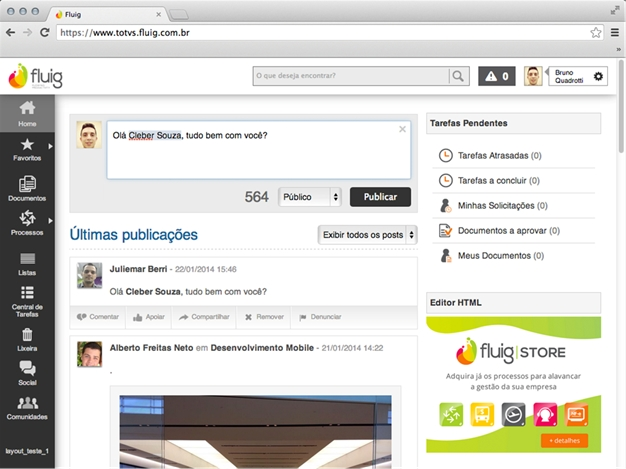 Fluig
https://www.totvs.fluig.com.br
fluig
O que deseja encontrar?
0
Bruno
Quadrotti
Home
Favoritos
Documentos
Processos
Listas
Central de
Tarefas
Lixeira
Social
Comunidades
layout_teste_1
Olá Cleber Souza, tudo bem com você?
564
Público
Publicar
Últimas publicações
Exibir todos os posts
Juliemar Berri - 22/01/2014 15:46
Olá Cleber Souza, tudo bem com você?
Comentar
Apoiar
Compartilhar
Remover
Denunciar
Alberto Freitas Neto em Desenvolvimento Mobile - 21/01/2014 14:22
.
Tarefas Pendentes
Tarefas Atrasadas (0)
Tarefas a concluir (0)
Minhas Solicitações (0)
Documentos a aprovar (0)
Meus Documentos (0)
Editor HTML
fluig|STORE
Adquira já os processos para alavancar
a gestão da sua empresa
+ detalhes